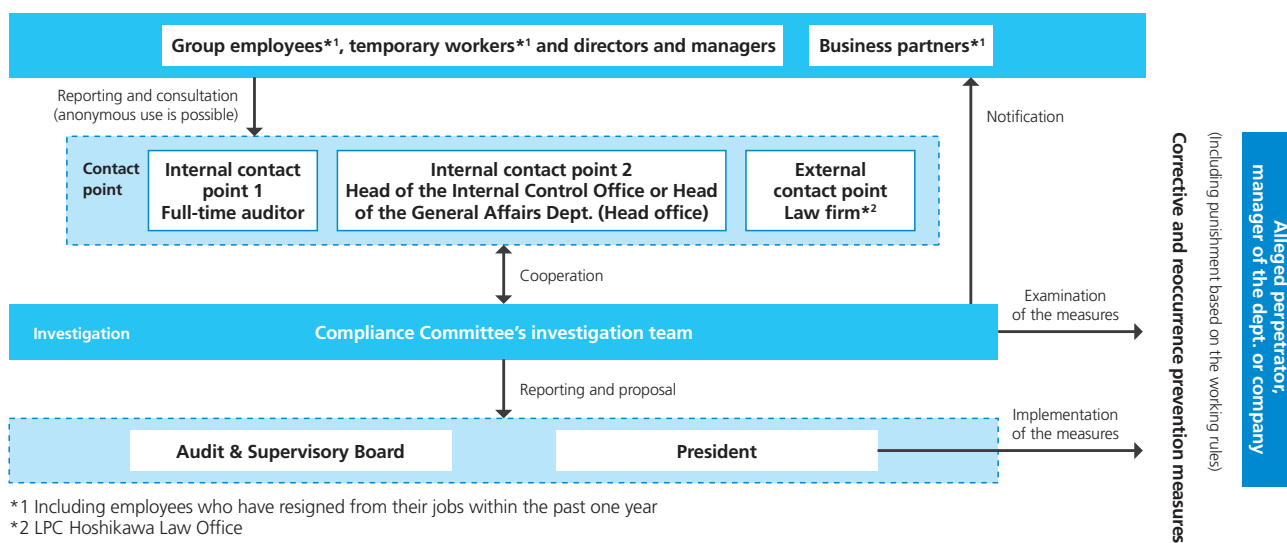 Group employees*1, temporary workers*1 and directors and managers
Business partners*1
Reporting and consultation
(anonymous use is possible)
Notification
Contact
point
Internal contact
point 1
Full-time auditor
Internal contact point 2
Head of the Internal Control Office or Head
of the General Affairs Dept. (Head office)
External
contact point
Law firm*2
Cooperation
Investigation
Compliance Committee's investigation team
Examination
of the measures
Reporting and proposal
Audit & Supervisory Board
President
Implementation
of the measures
Corrective and reoccurrence prevention measures
(Including punishment based on the working rules)
Alleged perpetrator,
manager of the dept. or company
*1 Including employees who have resigned from their jobs within the past one year
*2 LPC Hoshikawa Law Office